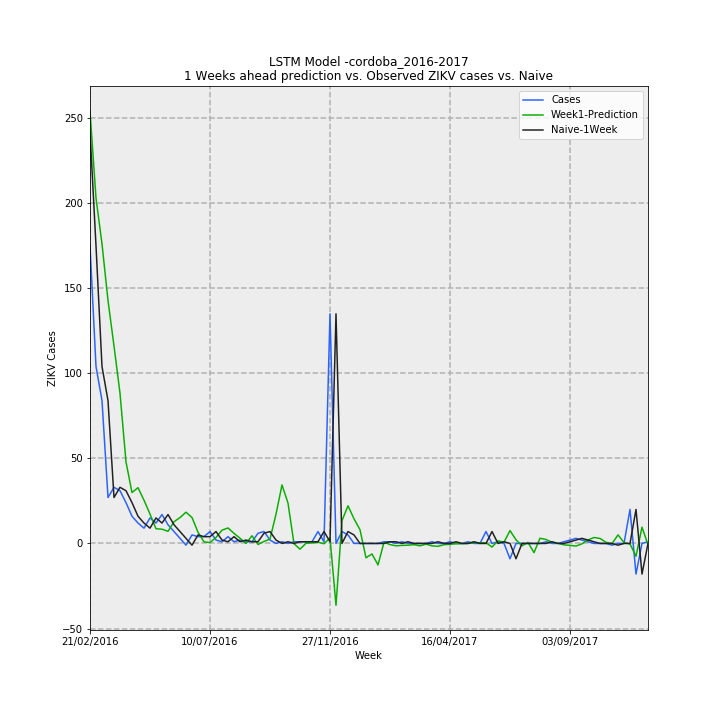 LSTM Model -cordoba_2016-2017
1 Weeks ahead prediction vs. Observed ZIKV cases vs. Naive
Cases
Week1-Prediction
Naive-1Week
250
200
150
100
50
0
−50
ZIKV Cases
21/02/2016
10/07/2016
27/11/2016
16/04/2017
03/09/2017
Week